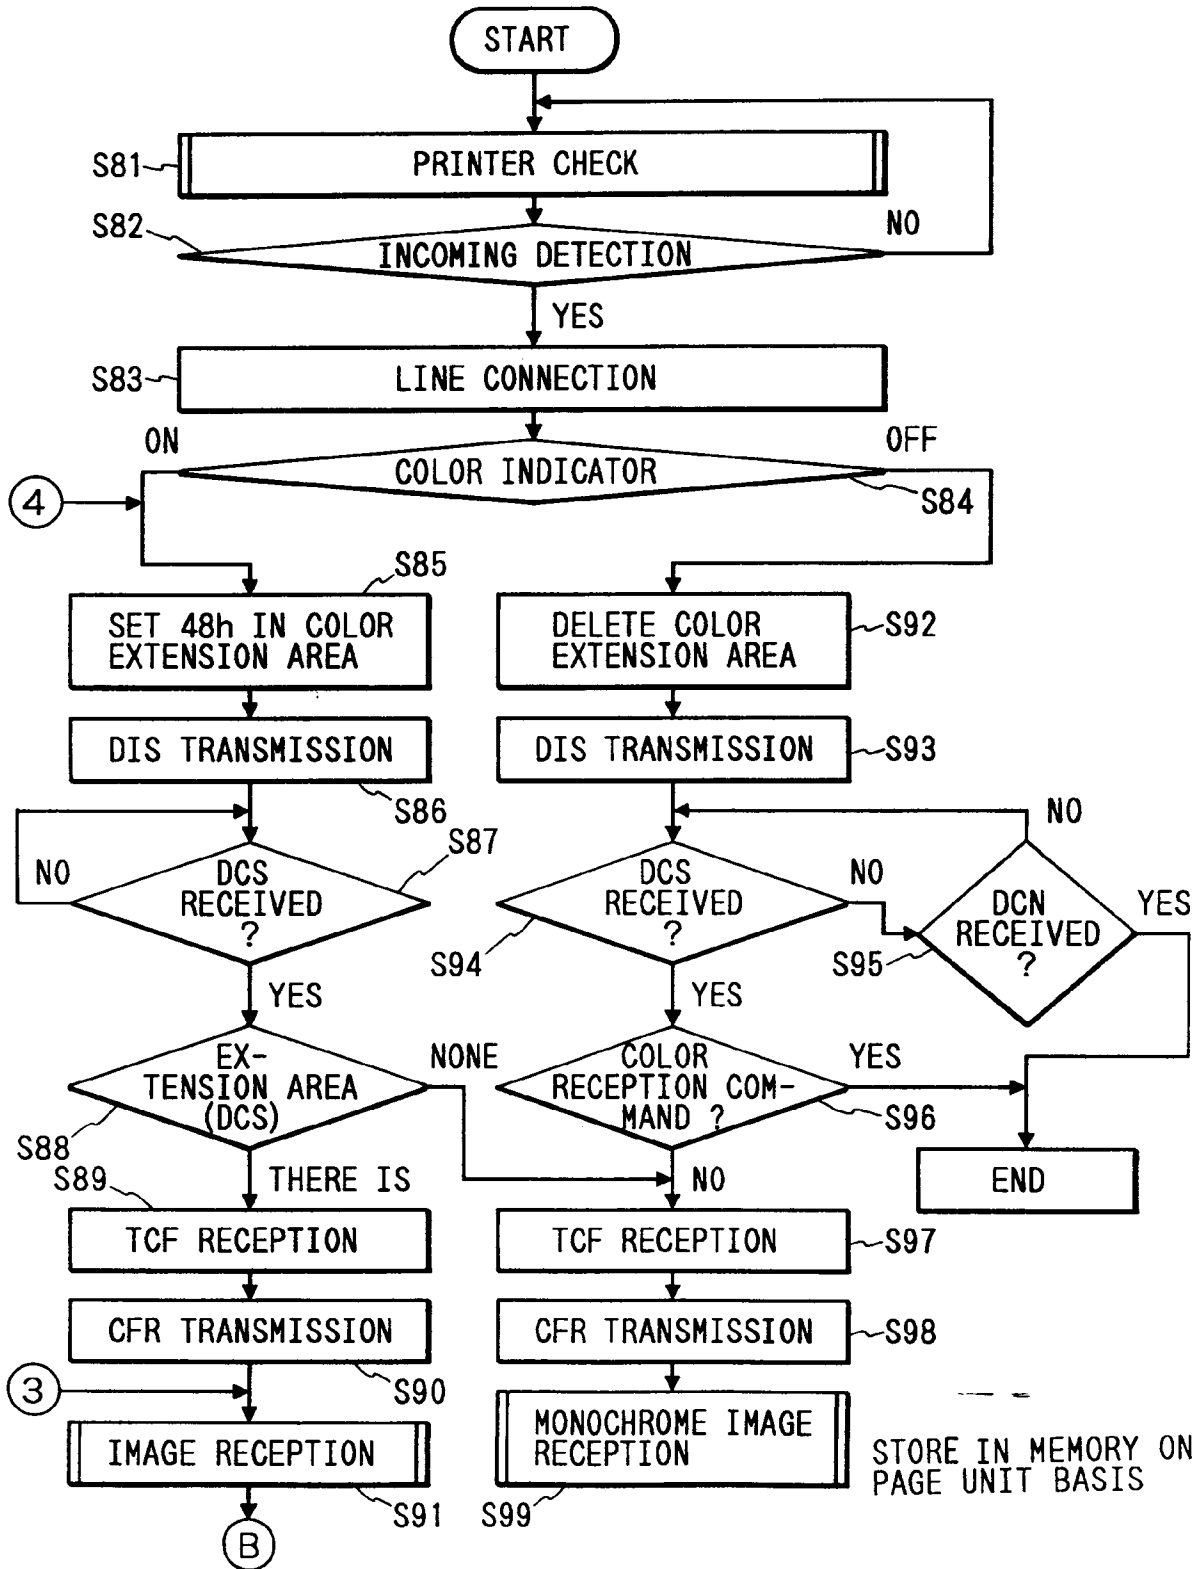 START
S81
PRINTER CHECK
S82
INCOMING DETECTION
NO
YES
S83
LINE CONNECTION
ON
OFF
COLOR INDICATOR
S84
4
S85
SET 48h IN COLOR
EXTENSION AREA
DELETE COLOR
EXTENSION AREA
S92
DIS TRANSMISSION
S86
DIS TRANSMISSION
S93
NO
DCS
RECEIVED
?
S87
DCS
RECEIVED
?
S94
NO
NO
DCN
RECEIVED
?
S95
YES
YES
YES
EX-
TENSION AREA
(DCS)
S88
NONE
COLOR
RECEPTION COM-
MAND ?
S96
YES
END
THERE IS
NO
S89
TCF RECEPTION
TCF RECEPTION
S97
CFR TRANSMISSION
S90
CFR TRANSMISSION
S98
3
IMAGE RECEPTION
S91
MONOCHROME IMAGE
RECEPTION
S99
STORE IN MEMORY ON
PAGE UNIT BASIS
B